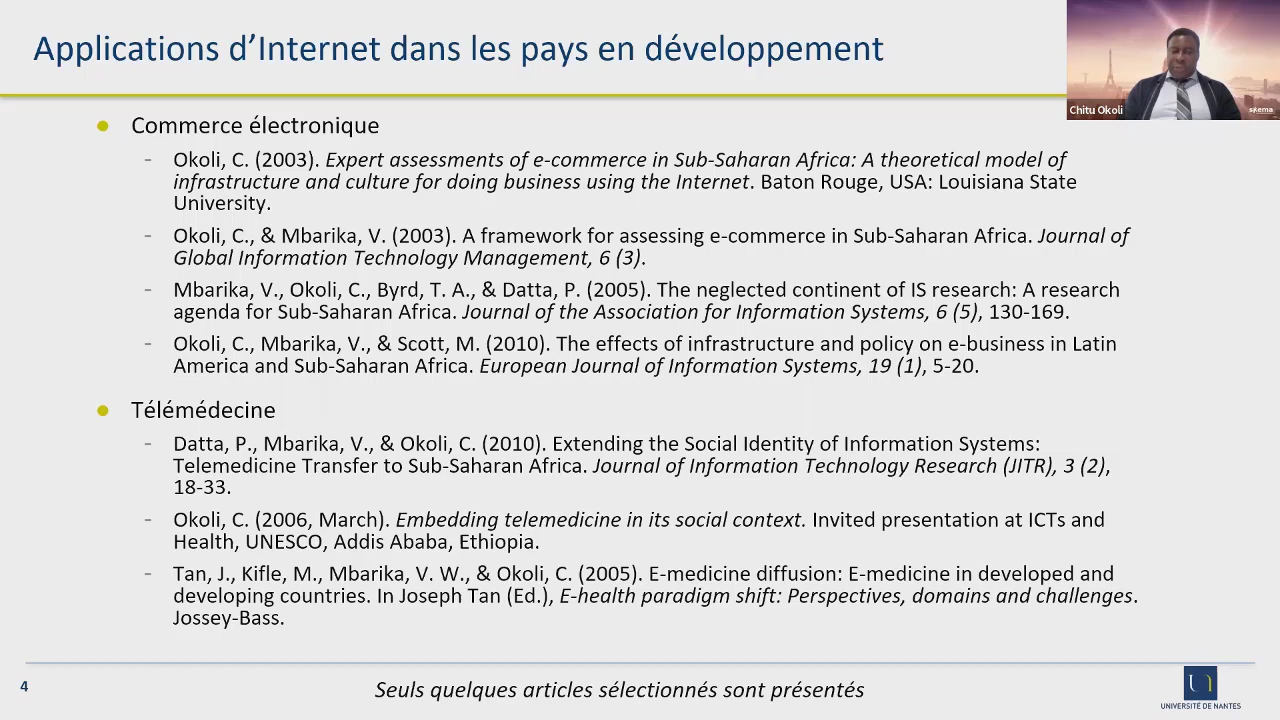 Applications d’Internet dans les pays en développement
Chitu Okoli
skema
● Commerce électronique
- Okoli, C. (2003). Expert assessments of e-commerce in Sub-Saharan Africa: A theoretical model of
infrastructure and culture for doing business using the Internet. Baton Rouge, USA: Louisiana State
University.
- Okoli, C., & Mbarika, V. (2003). A framework for assessing e-commerce in Sub-Saharan Africa. Journal of
Global Information Technology Management, 6 (3).
- Mbarika, V., Okoli, C., Byrd, T. A., & Datta, P. (2005). The neglected continent of IS research: A research
agenda for Sub-Saharan Africa. Journal of the Association for Information Systems, 6 (5), 130-169.
- Okoli, C., Mbarika, V., & Scott, M. (2010). The effects of infrastructure and policy on e-business in Latin
America and Sub-Saharan Africa. European Journal of Information Systems, 19 (1), 5-20.
● Télémédecine
- Datta, P., Mbarika, V., & Okoli, C. (2010). Extending the Social Identity of Information Systems:
Telemedicine Transfer to Sub-Saharan Africa. Journal of Information Technology Research (JITR), 3 (2),
18-33.
- Okoli, C. (2006, March). Embedding telemedicine in its social context. Invited presentation at ICTs and
Health, UNESCO, Addis Ababa, Ethiopia.
- Tan, J., Kifle, M., Mbarika, V. W., & Okoli, C. (2005). E-medicine diffusion: E-medicine in developed and
developing countries. In Joseph Tan (Ed.), E-health paradigm shift: Perspectives, domains and challenges.
Jossey-Bass.
4
Seuls quelques articles sélectionnés sont présentés
UNIVERSITÉ DE NANTES